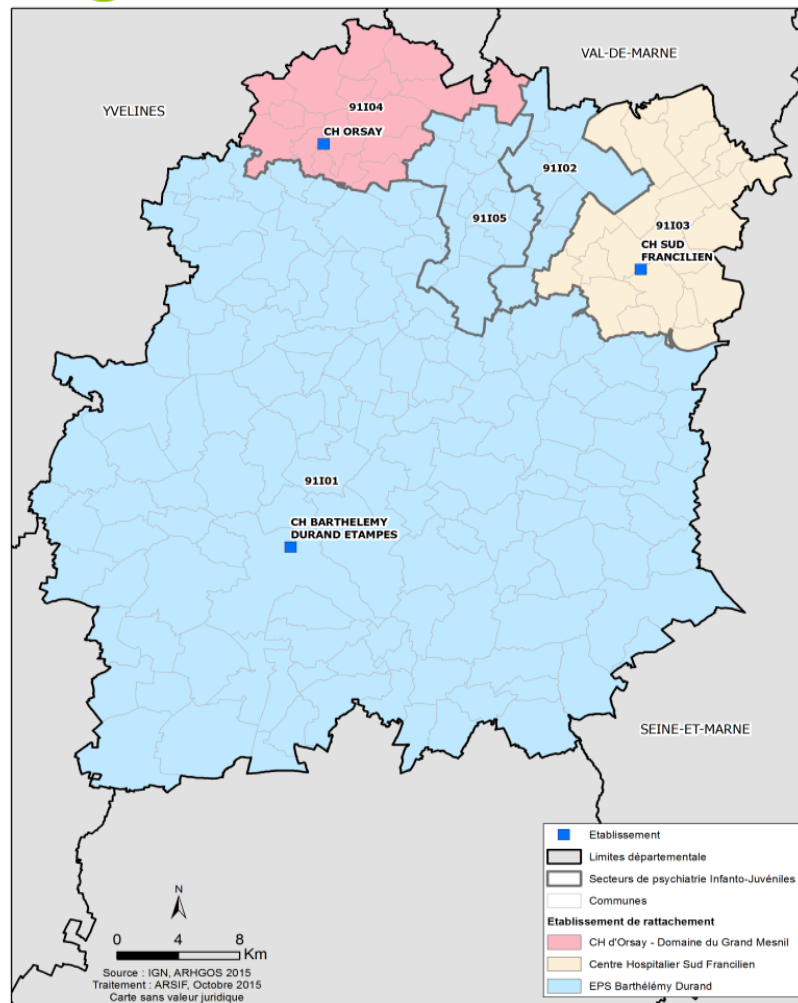 VAL-DE-MARNE
YVELINES
91I04
CH ORSAY
91I02
91I05
91I03
CH SUD
FRANCILIEN
91I01
CH BARTHELEMY
DURAND ETAMPES
SEINE-ET-MARNE
N
0 4 8
Km
Source : IGN, ARHGOS 2015
Traitement : ARSIF, Octobre 2015
Carte sans valeur juridique
Etablissement
Limites départementale
Secteurs de psychiatrie Infanto-Juvéniles
Communes
Etablissement de rattachement
CH d'Orsay - Domaine du Grand Mesnil
Centre Hospitalier Sud Francilien
EPS Barthélémy Durand